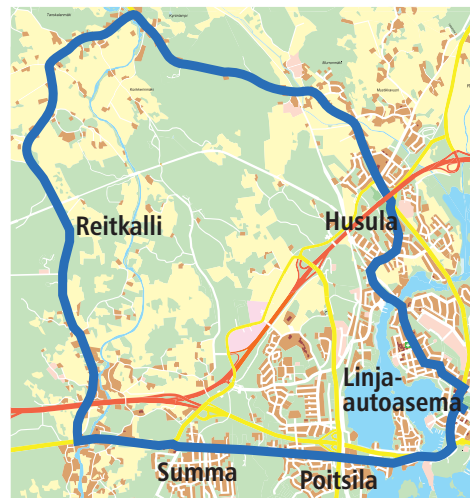 Husula
Reitkalli
Linja-
autoasema
Summa
Poitsila